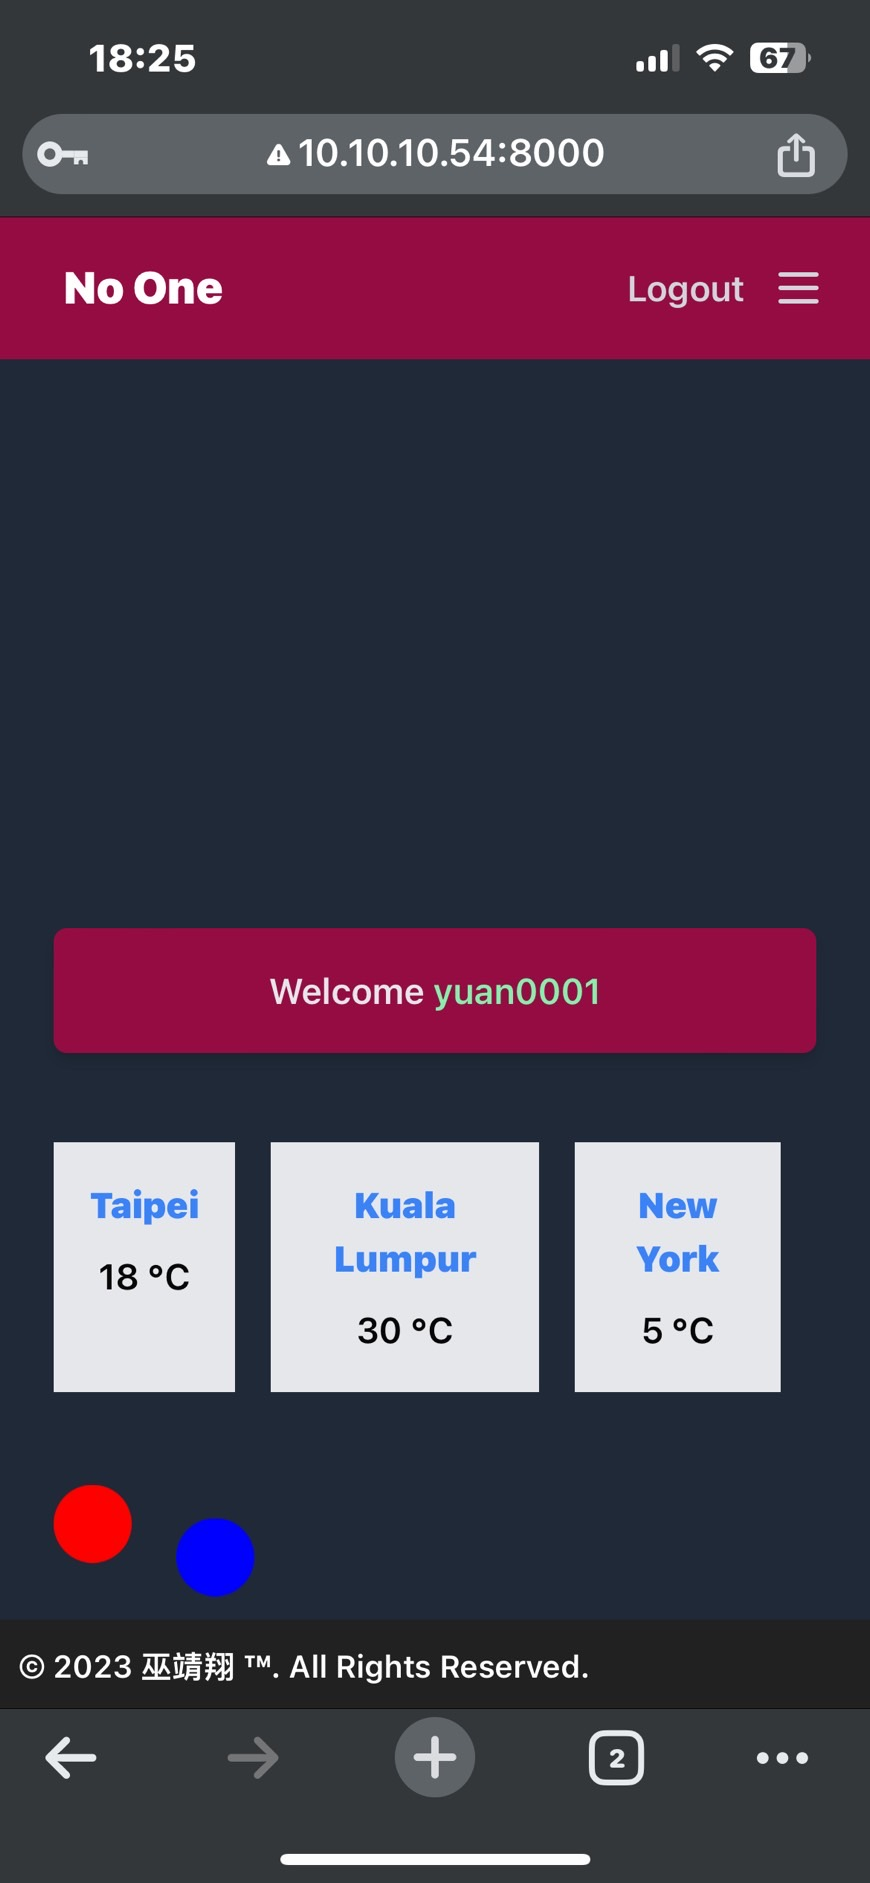 18:25
67
10.10.10.54:8000
No One
Logout
Welcome yuan0001
Taipei
18 °C
Kuala
Lumpur
30 °C
New
York
5 °C
© 2023 巫靖翔 ™. All Rights Reserved.
2